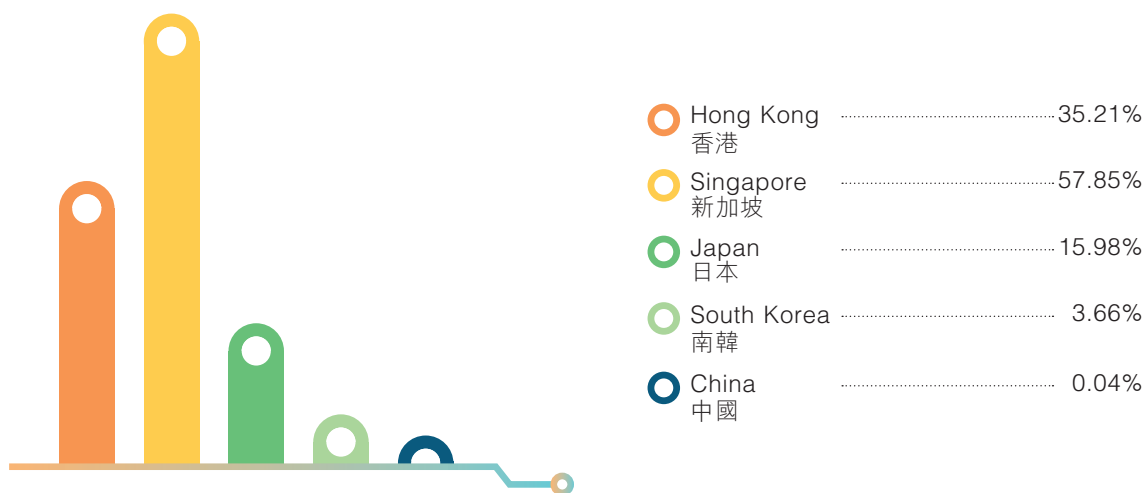 Hong Kong 35.21%
香港
Singapore 57.85%
新加坡
Japan 15.98%
日本
South Korea 3.66%
南韓
China 0.04%
中國